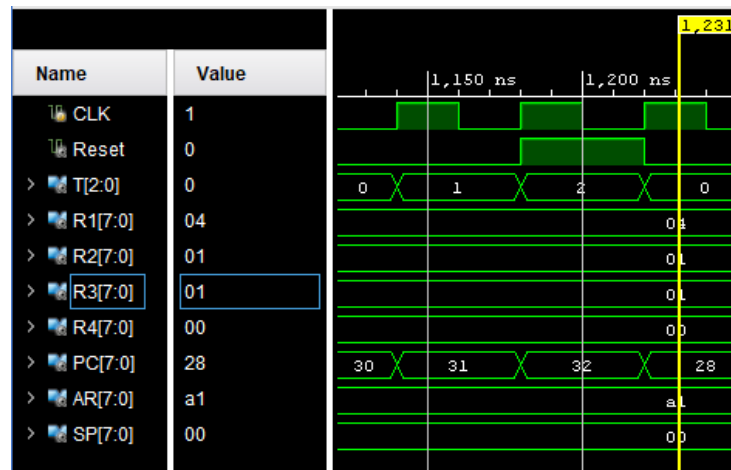 1,231
Name Value 1,150 ns 1,200 ns
CLK 1
Reset 0
T[2:0] 0 0 1 2 0
R1[7:0] 04 04
R2[7:0] 01 01
R3[7:0] 01 01
R4[7:0] 00 00
PC[7:0] 28 30 31 32 28
AR[7:0] a1 a1
SP[7:0] 00 00